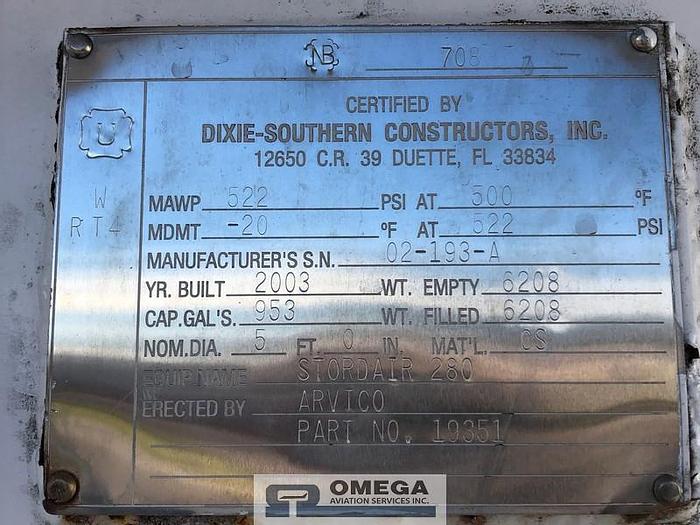 NB 708
U
CERTIFIED BY
DIXIE-SOUTHERN CONSTRUCTORS, INC.
12650 C.R. 39 DUETTE, FL 33834
W
RT4
MAWP 522 PSI AT 500 °F
MDMT -20 °F AT 522 PSI
MANUFACTURER'S S.N. 02-193-A
YR. BUILT 2003 WT. EMPTY 6208
CAP.GAL'S. 953 WT. FILLED 6208
NOM.DIA. 5 FT. 0 IN. MAT'L. CS
EQUIP NAME STORDAIR 280
ERECTED BY ARVICO
PART NO. 19351
OMEGA
AVIATION SERVICES INC.